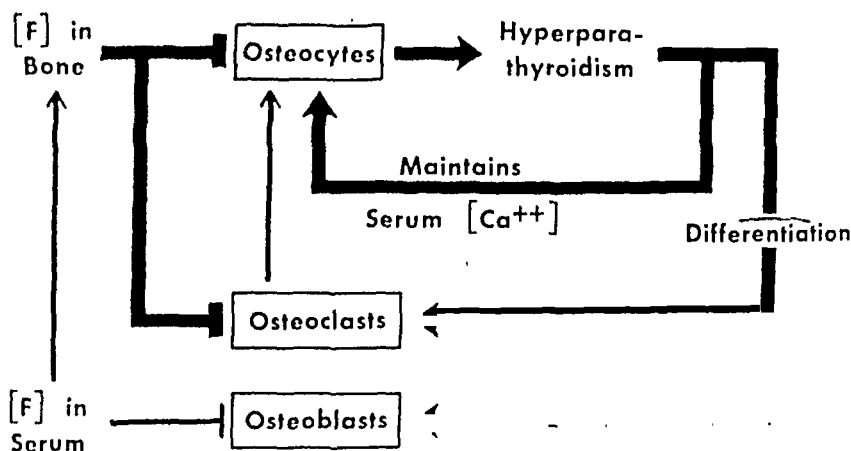 [F] in
Bone
Osteocytes
Hyperpara-
thyroidism
Maintains
Serum [Ca++]
Differentiation
Osteoclasts
[F] in
Serum
Osteoblasts